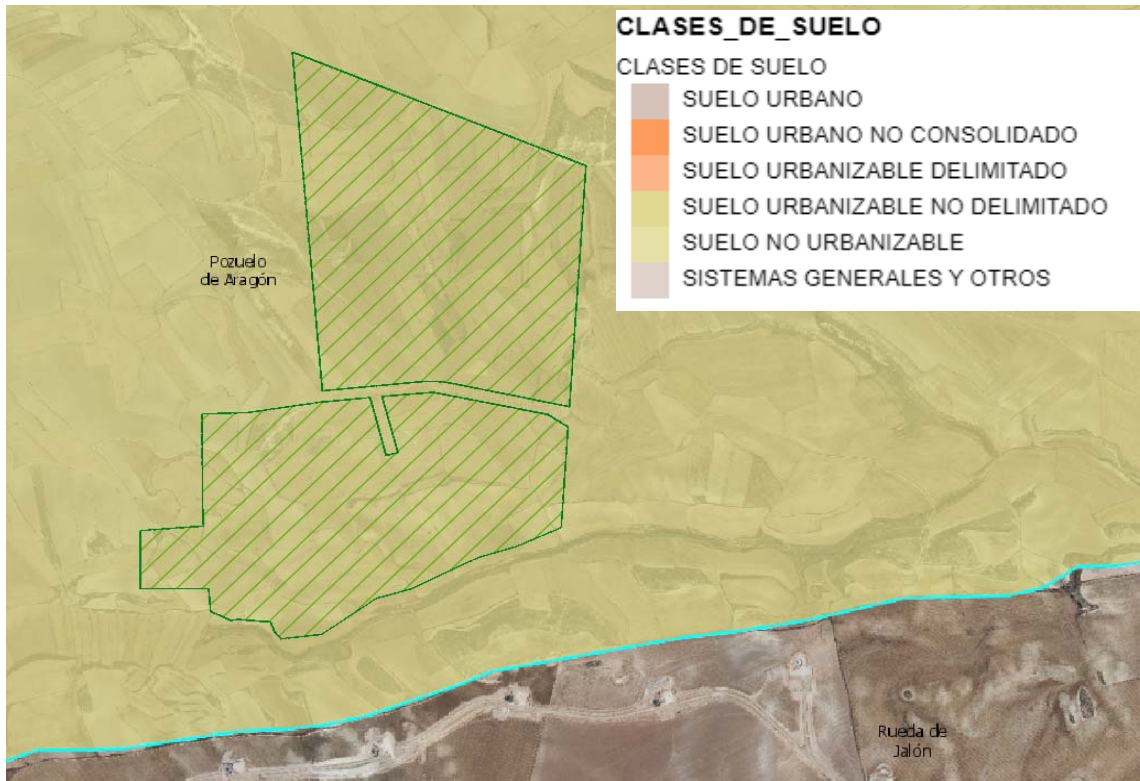 CLASES_DE_SUELO
CLASES DE SUELO
SUELO URBANO
SUELO URBANO NO CONSOLIDADO
SUELO URBANIZABLE DELIMITADO
SUELO URBANIZABLE NO DELIMITADO
SUELO NO URBANIZABLE
SISTEMAS GENERALES Y OTROS
Pozuelo
de Aragón
Rueda de
Jalón